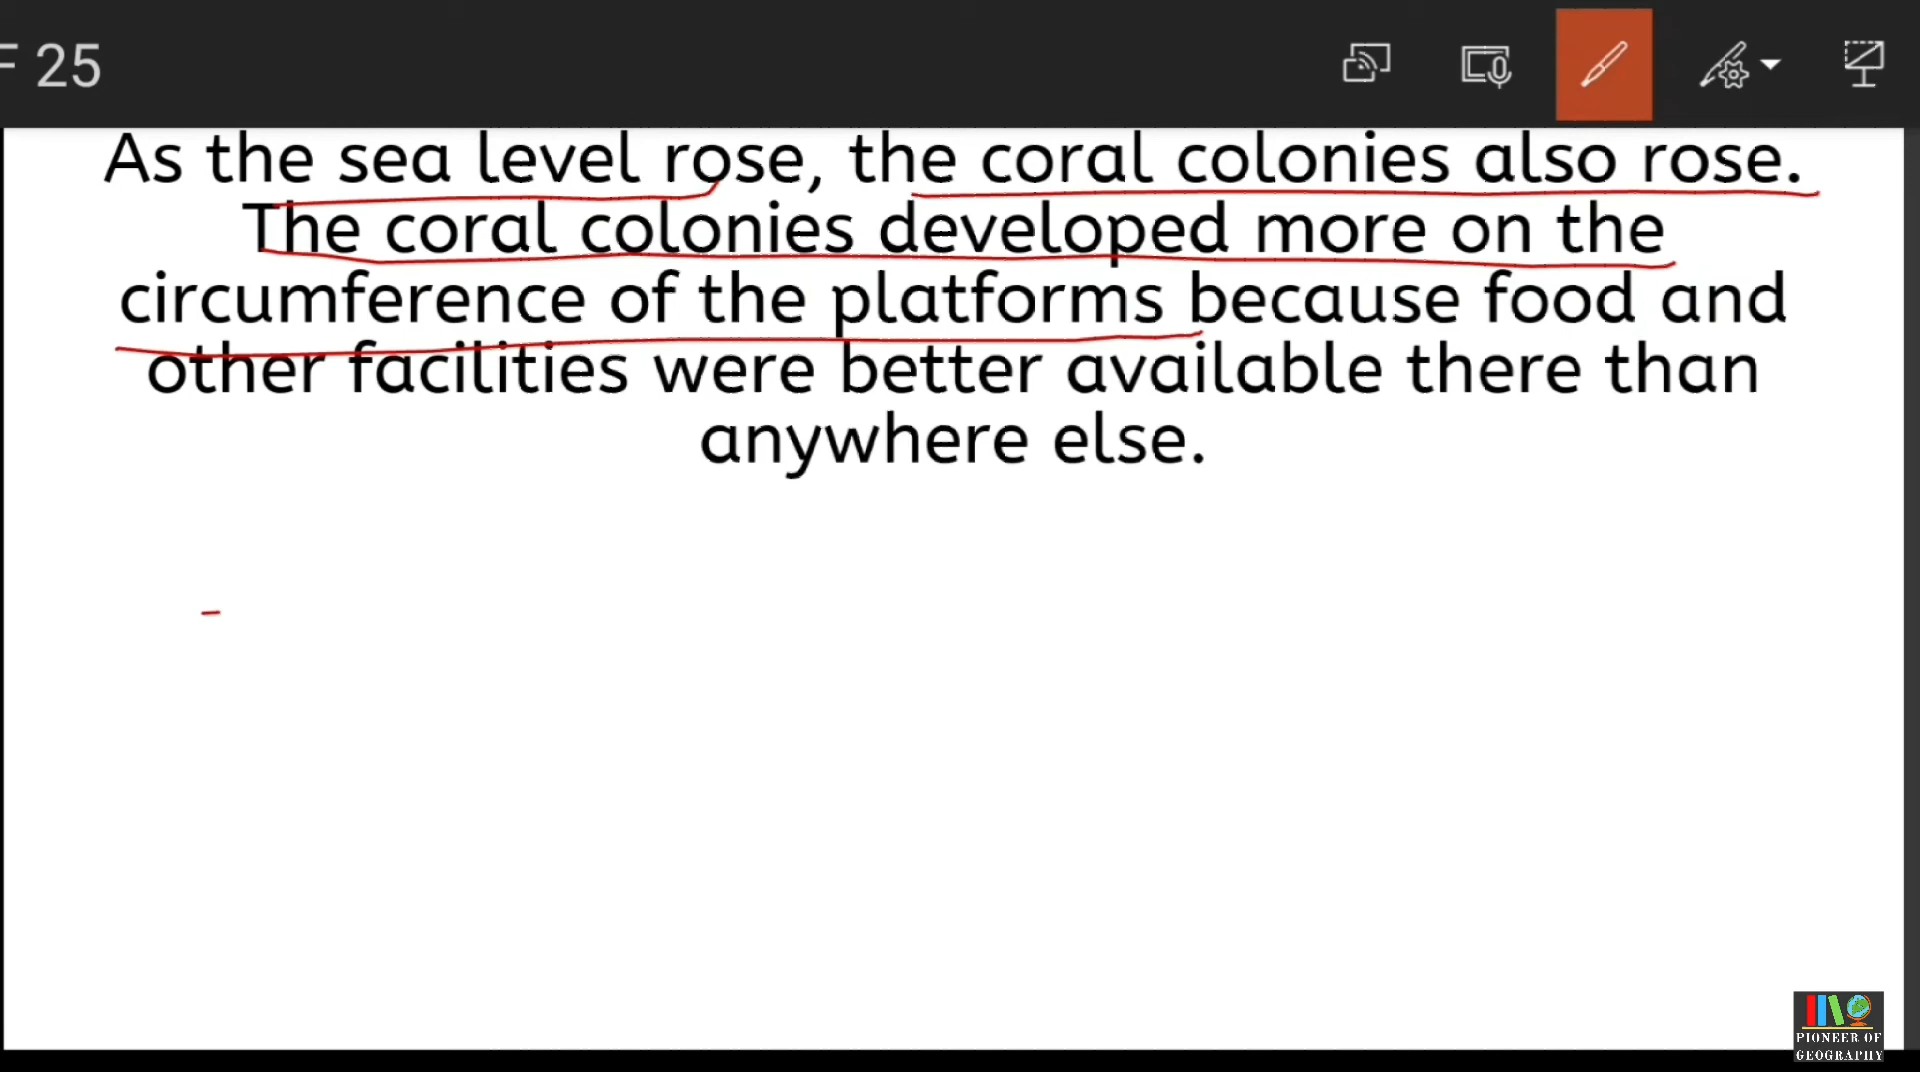 25
As the sea level rose, the coral colonies also rose.
The coral colonies developed more on the
circumference of the platforms because food and
other facilities were better available there than
anywhere else.
PIONEER OF
GEOGRAPHY